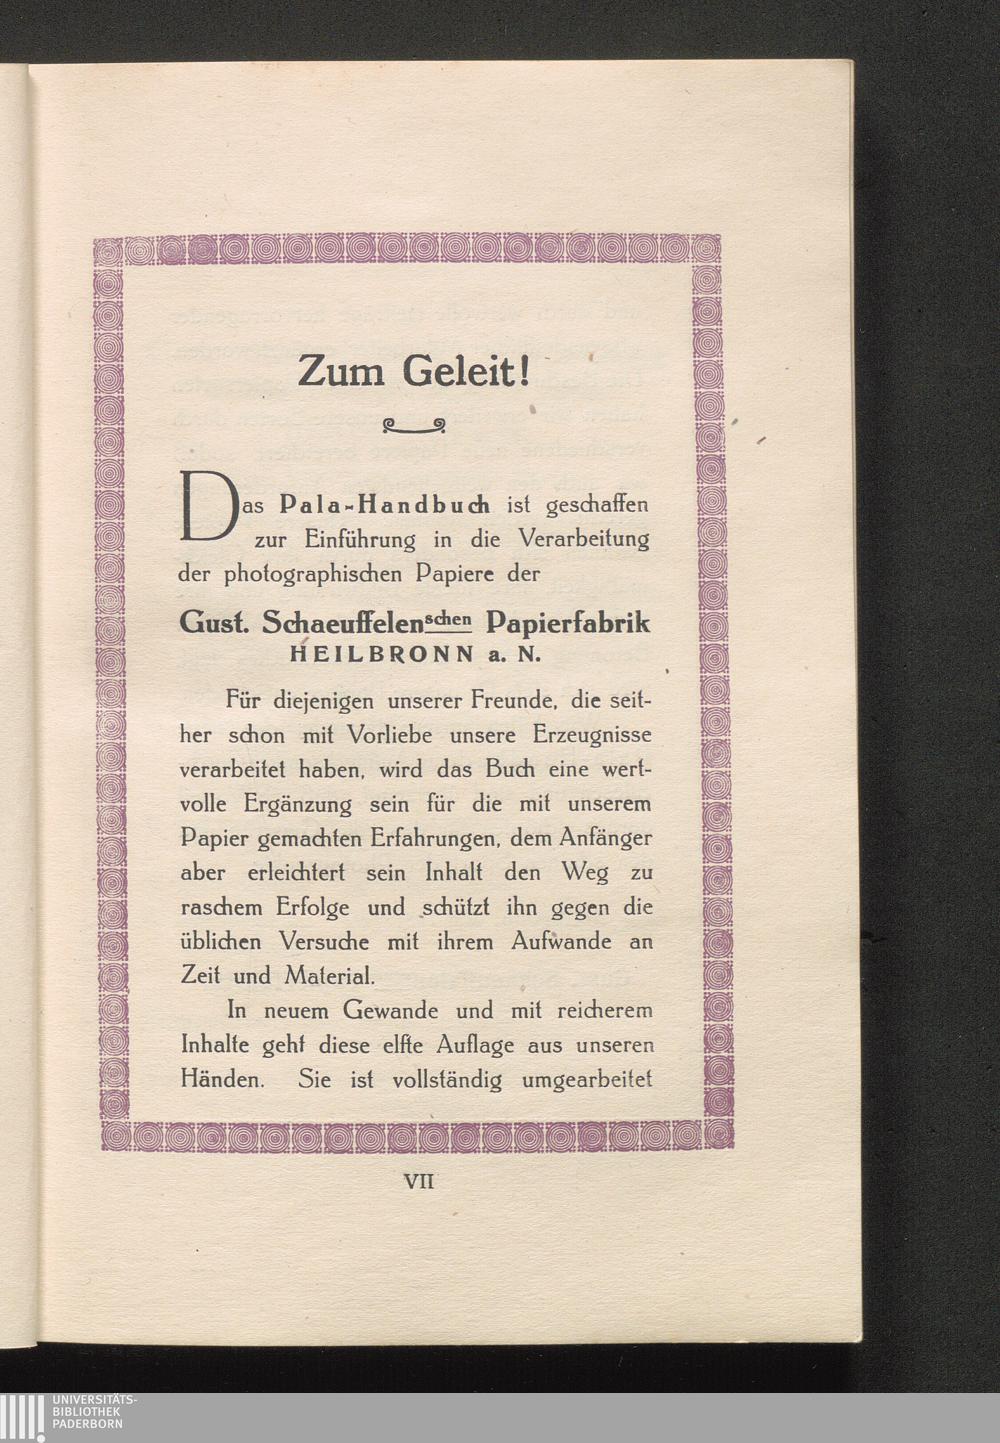 Zum Geleit!
Das Pala-Handbuch ist geschaffen
zur Einführung in die Verarbeitung
der photographischen Papiere der
Gust. Schaeuffelenschen Papierfabrik
HEILBRONN a. N.
Für diejenigen unserer Freunde, die seit-
her schon mit Vorliebe unsere Erzeugnisse
verarbeitet haben, wird das Buch eine wert-
volle Ergänzung sein für die mit unserem
Papier gemachten Erfahrungen, dem Anfänger
aber erleichtert sein Inhalt den Weg zu
raschem Erfolge und schützt ihn gegen die
üblichen Versuche mit ihrem Aufwande an
Zeit und Material.
In neuem Gewande und mit reicherem
Inhalte geht diese elfte Auflage aus unseren
Händen. Sie ist vollständig umgearbeitet
VII
UNIVERSITÄTS-
BIBLIOTHEK
PADERBORN